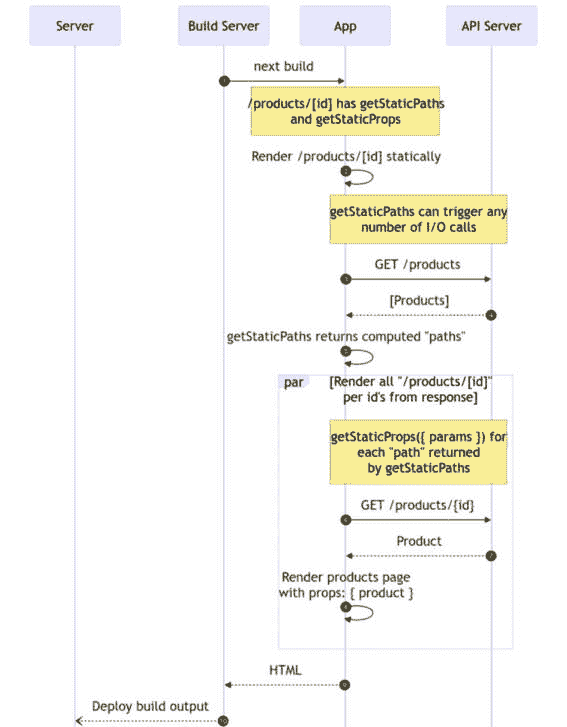 Server
Build Server
App
API Server
next build
/products/[id] has getStaticPaths
and getStaticProps
Render /products/[id] statically
getStaticPaths can trigger any
number of I/O calls
GET /products
[Products]
getStaticPaths returns computed "paths"
par
[Render all "/products/[id]"
per id's from response]
getStaticProps({ params }) for
each "path" returned
by getStaticPaths
GET /products/{id}
Product
Render products page
with props: { product }
HTML
Deploy build output